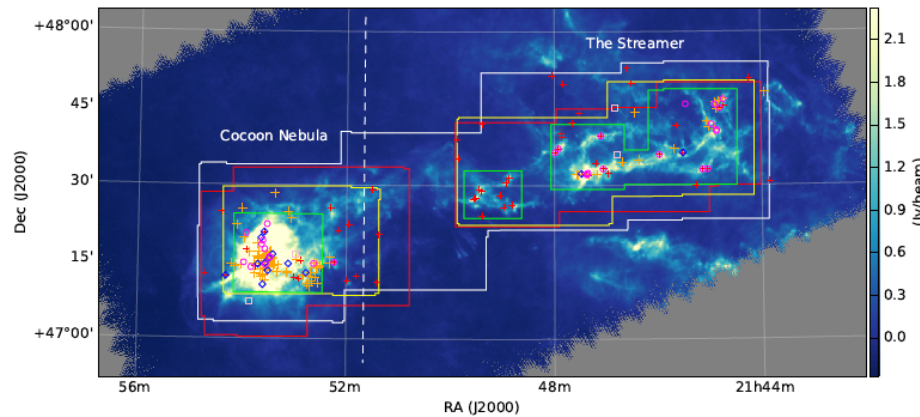 +48°00'
45'
30'
15'
+47°00'
Dec (J2000)
The Streamer
Cocoon Nebula
56m
52m
48m
21ʰ44m
RA (J2000)
2.1
1.8
1.5
1.2
0.9
0.6
0.3
0.0
(Jy/beam)